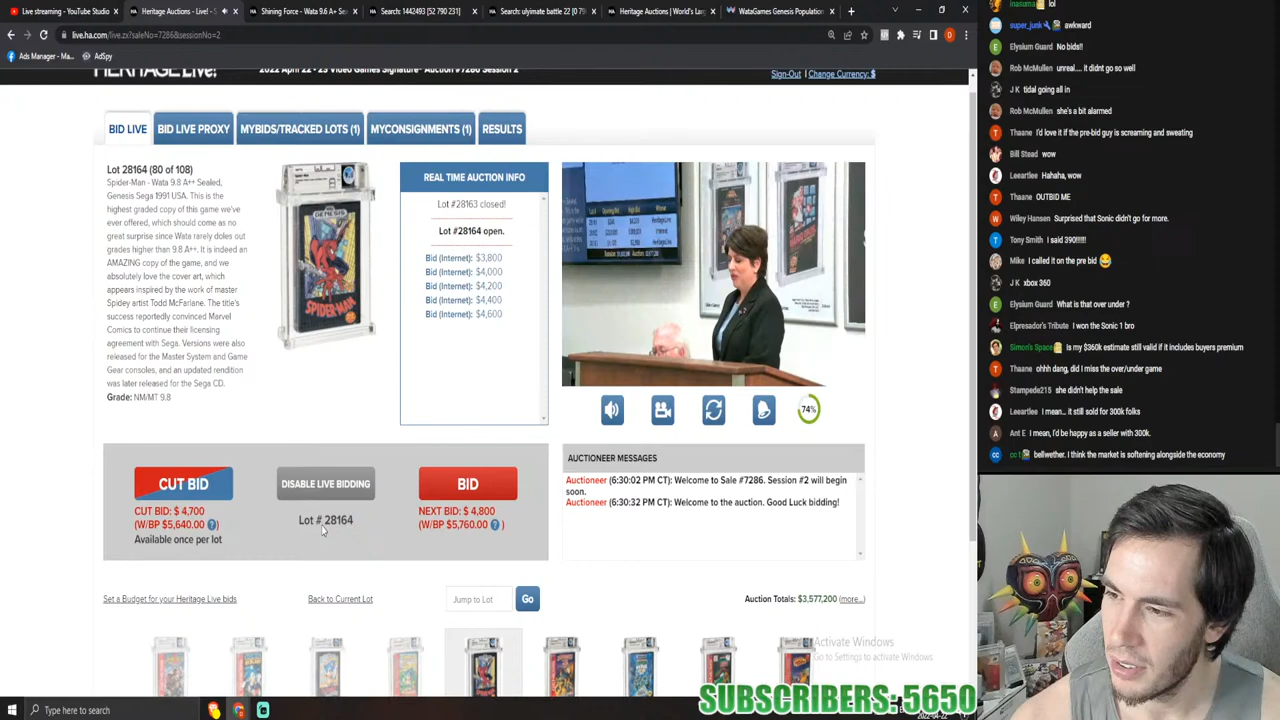 Live streaming - YouTube Studio
Heritage Auctions - Live! - S
Shining Force - Wata 9.6 A+ Sea
Search: 1442493 [27 2158
Search: ulyimate battle 22 [0 79
Heritage Auctions | World's Larg
WataGames Genesis Population
live.ha.com/live.zx?saleNo=7286&sessionNo=2
Ads Manager - Ma...
AdSpy
HERITAGE LIVE!
2022 April 22 - 23 Video Games Signature- Auction #7286 Session 2
Sign-Out | Change Currency: $
BID LIVE
BID LIVE PROXY
MYBIDS/TRACKED LOTS (1)
MYCONSIGNMENTS (1)
RESULTS
Lot 28164 (80 of 108)
Spider-Man - Wata 9.8 A++ Sealed,
Genesis Sega 1991 USA. This is the
highest graded copy of this game we've
ever offered, which should come as no
great surprise since Wata rarely doles out
grades higher than 9.8 A++. It is indeed an
AMAZING copy of the game, and we
absolutely love the cover art, which
appears inspired by the work of master
Spidey artist Todd McFarlane. The title's
success reportedly convinced Marvel
Comics to continue their licensing
agreement with Sega. Versions were also
released for the Master System and Game
Gear consoles, and an updated rendition
was later released for the Sega CD.
Grade: NM/MT 9.8
GENESIS
SPIDER-MAN
REAL TIME AUCTION INFO
Lot #28163 closed!
Lot #28164 open.
Bid (Internet): $3,800
Bid (Internet): $4,000
Bid (Internet): $4,200
Bid (Internet): $4,400
Bid (Internet): $4,600
74%
CUT BID
CUT BID: $ 4,700
(W/BP $5,640.00 ?)
Available once per lot
DISABLE LIVE BIDDING
Lot # 28164
BID
NEXT BID: $ 4,800
(W/BP $5,760.00 ?)
AUCTIONEER MESSAGES
Auctioneer (6:30:02 PM CT): Welcome to Sale #7286. Session #2 will begin
soon.
Auctioneer (6:30:32 PM CT): Welcome to the auction. Good Luck bidding!
Set a Budget for your Heritage Live bids
Back to Current Lot
Jump to Lot
Go
Auction Totals: $3,577,200 (more...)
Activate Windows
Go to Settings to activate Windows.
Type here to search
SUBSCRIBERS: 5650
inasuma lol
super_junk awkward
Elysium Guard No bids!!
Rob McMullen unreal.... it didnt go so well
J K tidal going all in
Rob McMullen she's a bit alarmed
Thaane I'd love it if the pre-bid guy is screaming and sweating
Bill Stead wow
Leeartlee Hahaha, wow
Thaane OUTBID ME
Wiley Hansen Surprised that Sonic didn't go for more.
Tony Smith I said 390!!!!!!
Mike I called it on the pre bid 😂
J K xbox 360
Elysium Guard What is that over under ?
Elpresador's Tribute I won the Sonic 1 bro
Simon's Space Is my $360k estimate still valid if it includes buyers premium
Thaane ohhh dang, did I miss the over/under game
Stampede215 she didn't help the sale
Leeartlee I mean... it still sold for 300k folks
Ant E I mean, I'd be happy as a seller with 300k.
cc t bellwether. I think the market is softening alongside the economy